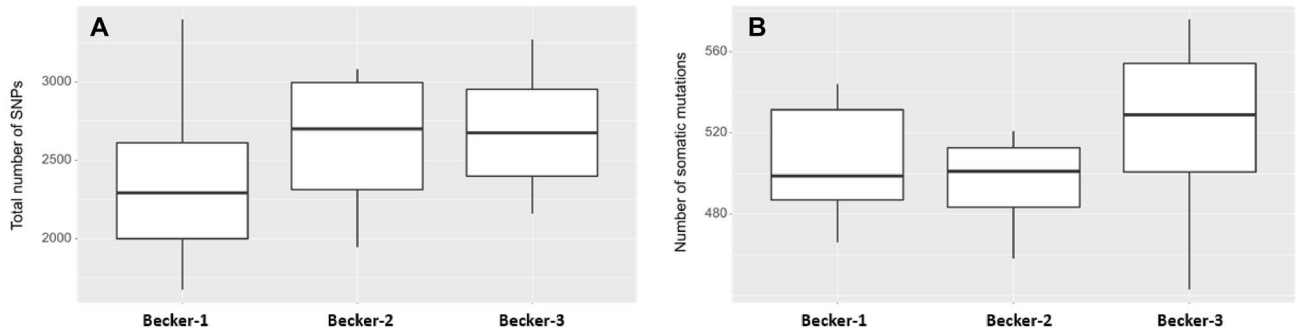 A
Total number of SNPs
3000
2500
2000
Becker-1 Becker-2 Becker-3
B
Number of somatic mutations
560
520
480
Becker-1 Becker-2 Becker-3